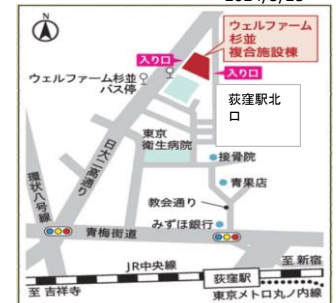 ウェルファーム
杉並
複合施設棟
入り口
入り口
ウェルファーム杉並
バス停
荻窪駅北
口
東京
衛生病院
日大二高通り
接骨院
環状八号線
青果店
教会通り
みずほ銀行
青梅街道
JR中央線
至 新宿
荻窪駅
至 吉祥寺
東京メトロ丸ノ内線